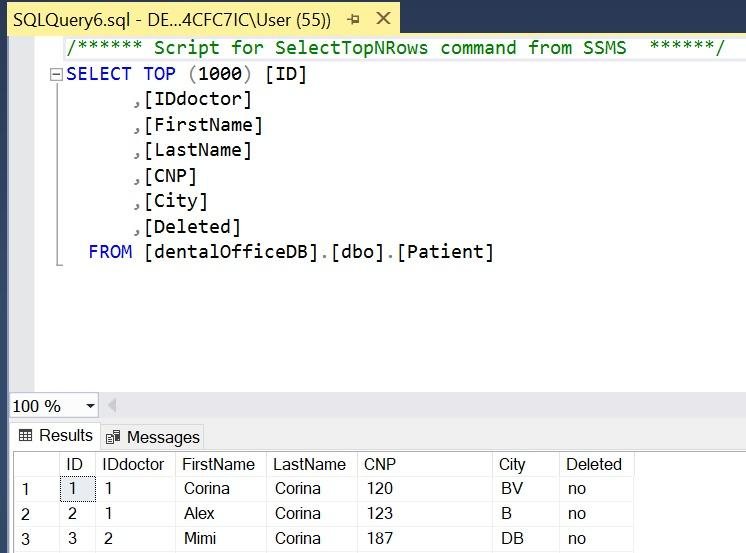 SQLQuery6.sql - DE...4CFC7IC\User (55))
/****** Script for SelectTopNRows command from SSMS  ******/
SELECT TOP (1000) [ID]
,[IDdoctor]
,[FirstName]
,[LastName]
,[CNP]
,[City]
,[Deleted]
FROM [dentalOfficeDB].[dbo].[Patient]
100 %
Results Messages
ID IDdoctor FirstName LastName CNP City Deleted
1 1 1 Corina Corina 120 BV no
2 2 1 Alex Corina 123 B no
3 3 2 Mimi Corina 187 DB no